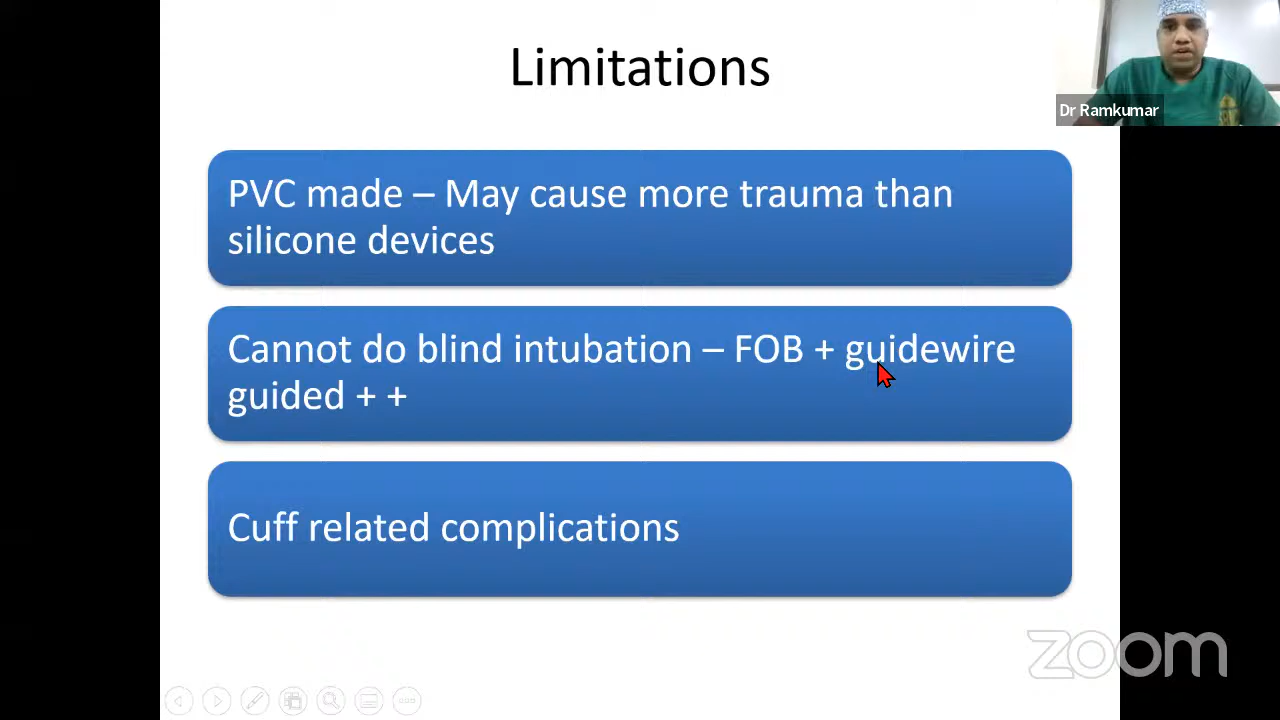 Limitations
Dr Ramkumar
PVC made – May cause more trauma than
silicone devices
Cannot do blind intubation – FOB + guidewire
guided + +
Cuff related complications
zoom